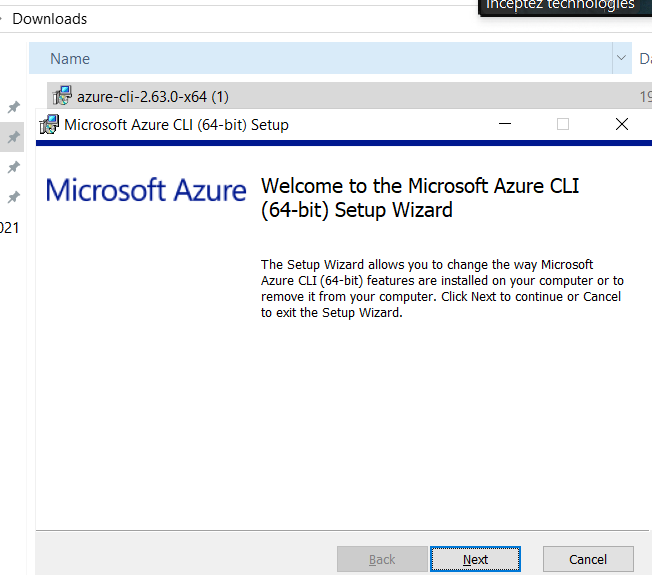 Inceptez technologies
Downloads
Name
azure-cli-2.63.0-x64 (1)
19
Microsoft Azure CLI (64-bit) Setup
Microsoft Azure
Welcome to the Microsoft Azure CLI
(64-bit) Setup Wizard
The Setup Wizard allows you to change the way Microsoft
Azure CLI (64-bit) features are installed on your computer or to
remove it from your computer. Click Next to continue or Cancel
to exit the Setup Wizard.
021
Back
Next
Cancel